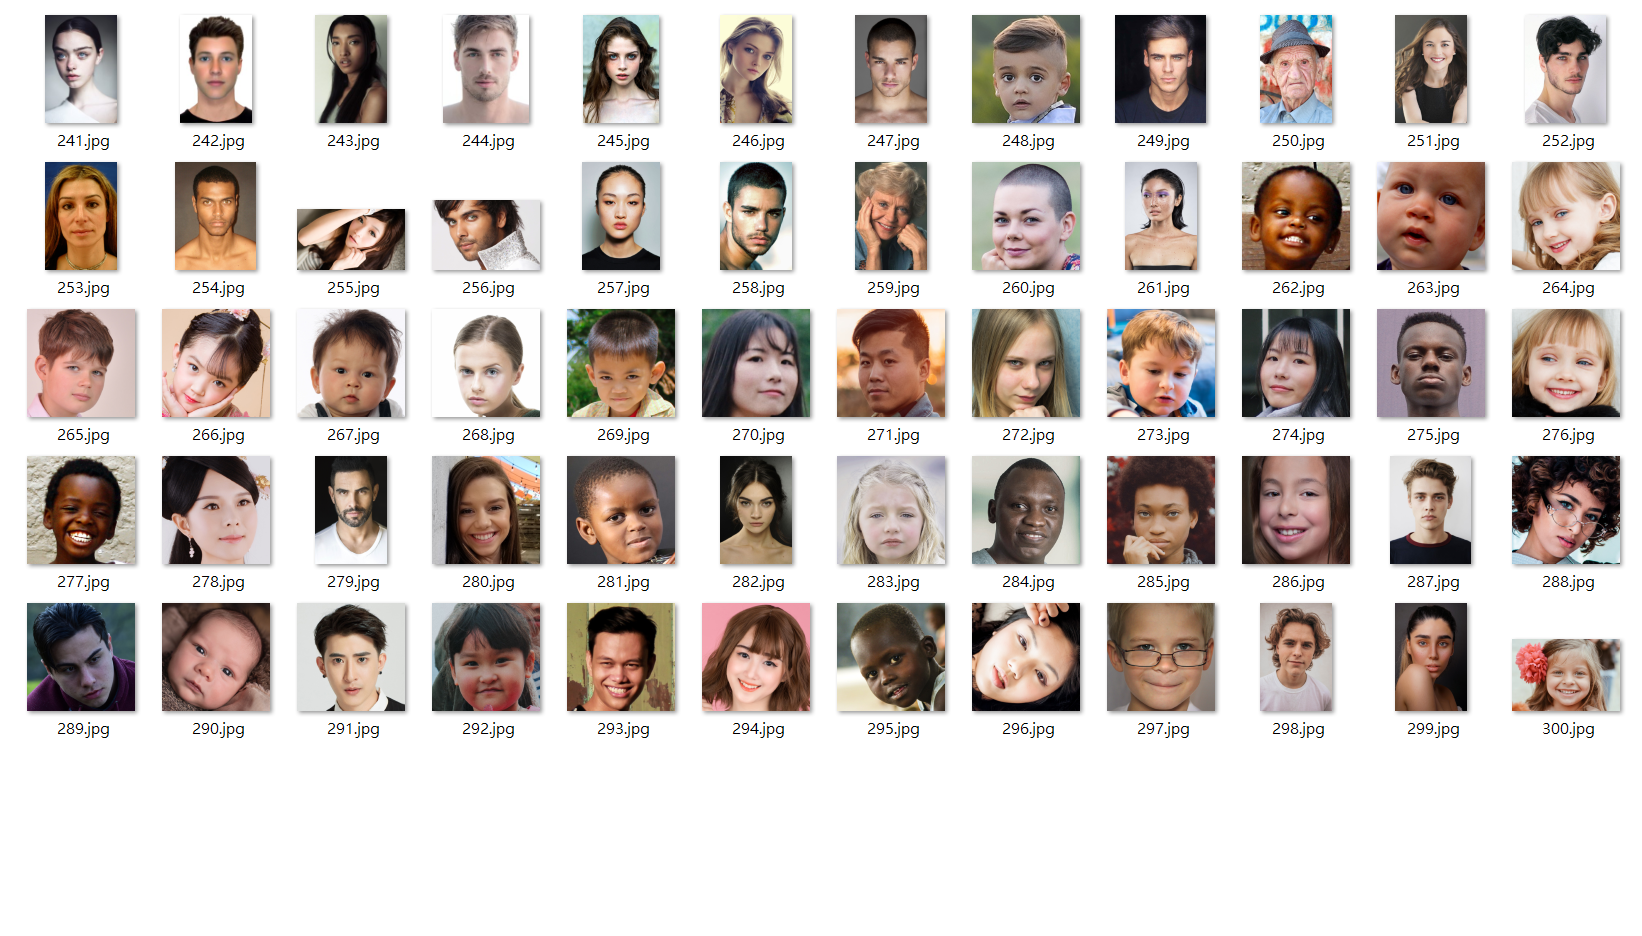 241.jpg 242.jpg 243.jpg 244.jpg 245.jpg 246.jpg 247.jpg 248.jpg 249.jpg 250.jpg 251.jpg 252.jpg
253.jpg 254.jpg 255.jpg 256.jpg 257.jpg 258.jpg 259.jpg 260.jpg 261.jpg 262.jpg 263.jpg 264.jpg
265.jpg 266.jpg 267.jpg 268.jpg 269.jpg 270.jpg 271.jpg 272.jpg 273.jpg 274.jpg 275.jpg 276.jpg
277.jpg 278.jpg 279.jpg 280.jpg 281.jpg 282.jpg 283.jpg 284.jpg 285.jpg 286.jpg 287.jpg 288.jpg
289.jpg 290.jpg 291.jpg 292.jpg 293.jpg 294.jpg 295.jpg 296.jpg 297.jpg 298.jpg 299.jpg 300.jpg